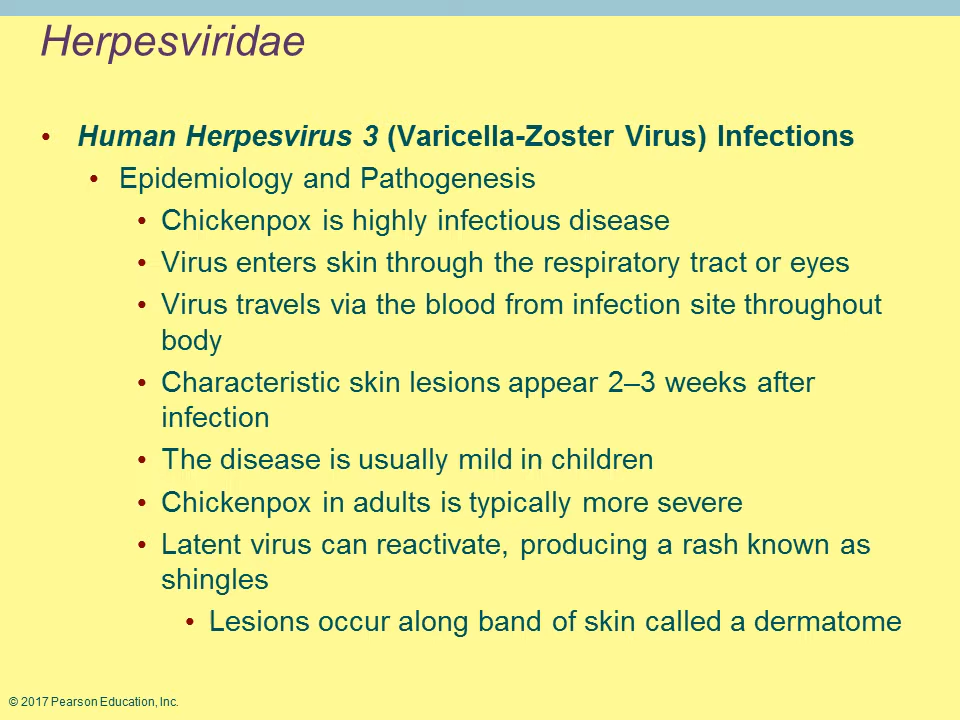 Herpesviridae
• Human Herpesvirus 3 (Varicella-Zoster Virus) Infections
• Epidemiology and Pathogenesis
• Chickenpox is highly infectious disease
• Virus enters skin through the respiratory tract or eyes
• Virus travels via the blood from infection site throughout
body
• Characteristic skin lesions appear 2–3 weeks after
infection
• The disease is usually mild in children
• Chickenpox in adults is typically more severe
• Latent virus can reactivate, producing a rash known as
shingles
• Lesions occur along band of skin called a dermatome
© 2017 Pearson Education, Inc.